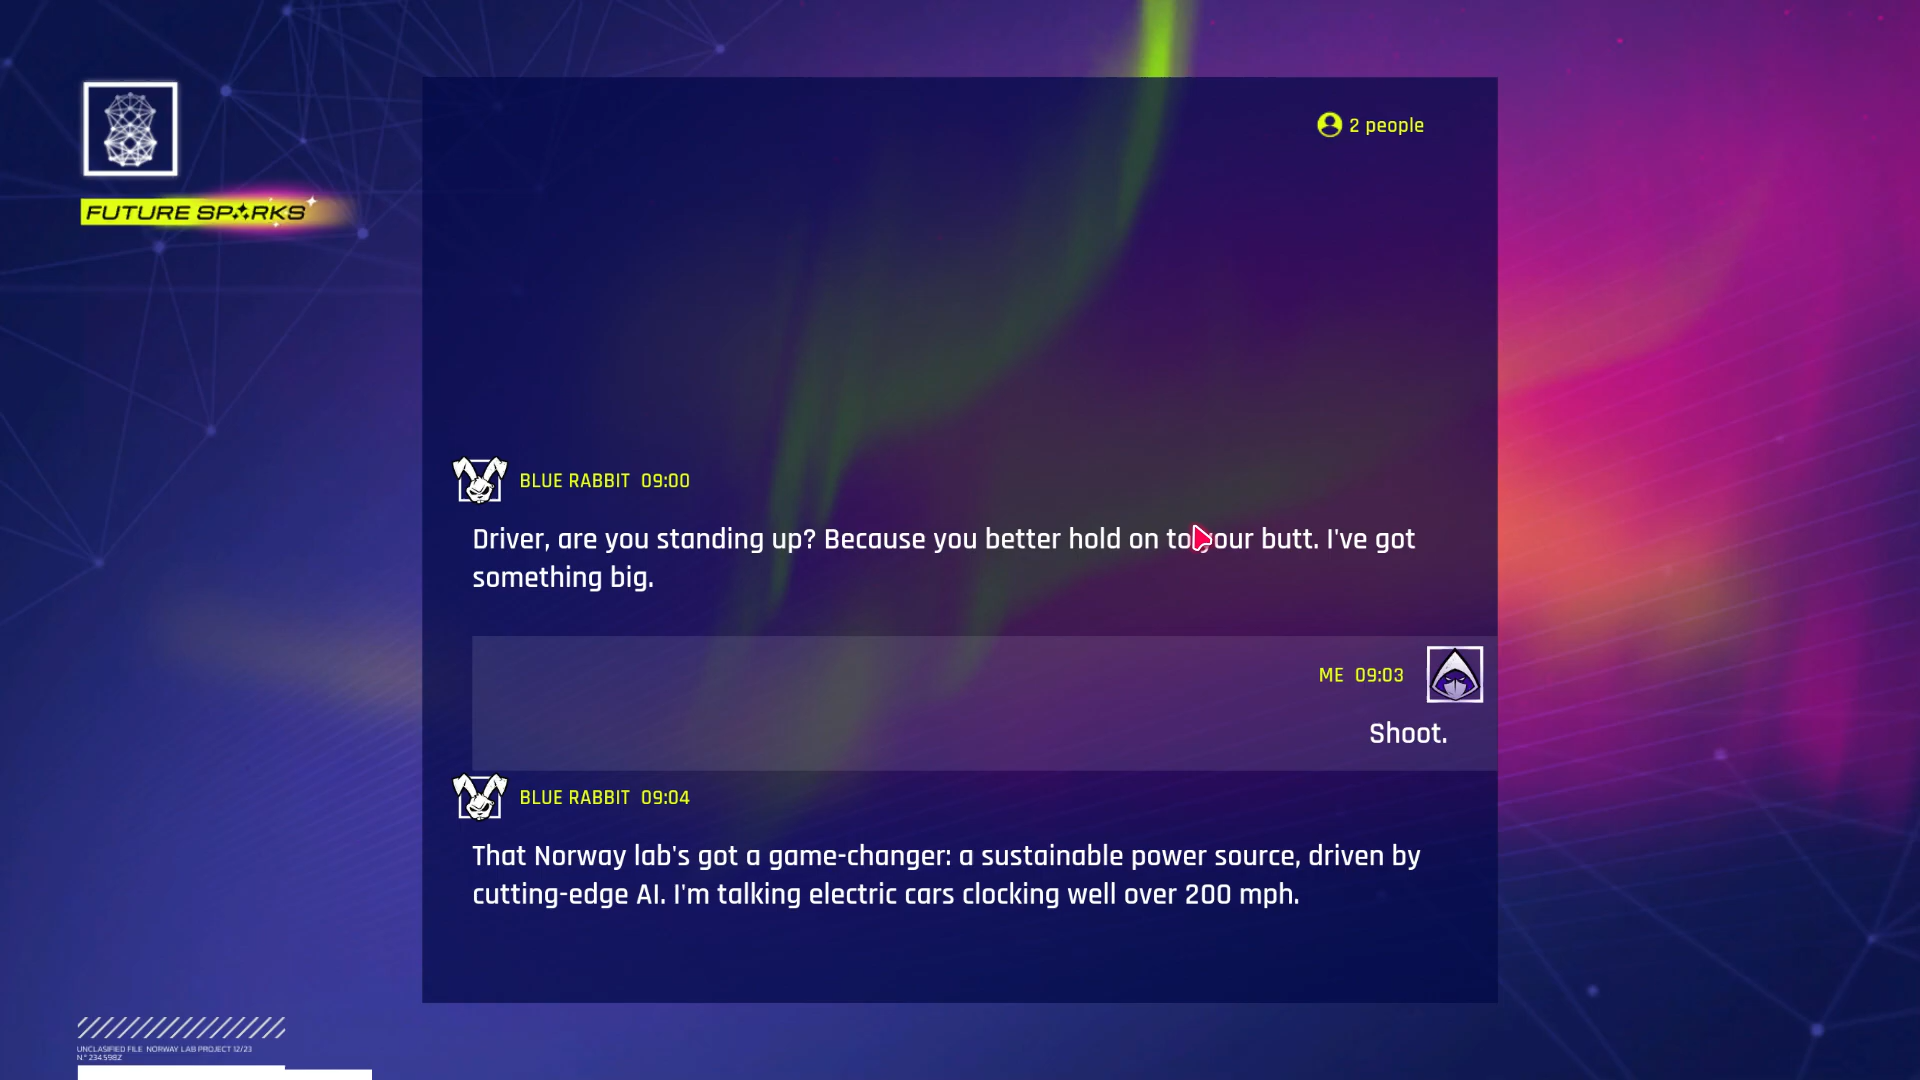 2 people
FUTURE SPARKS
BLUE RABBIT 09:00
Driver, are you standing up? Because you better hold on to your butt. I've got
something big.
ME 09:03
Shoot.
BLUE RABBIT 09:04
That Norway lab's got a game-changer: a sustainable power source, driven by
cutting-edge AI. I'm talking electric cars clocking well over 200 mph.
UNCLASSIFIED FILE NORWAY LAB PROJECT 12/23
N.° 234.598Z